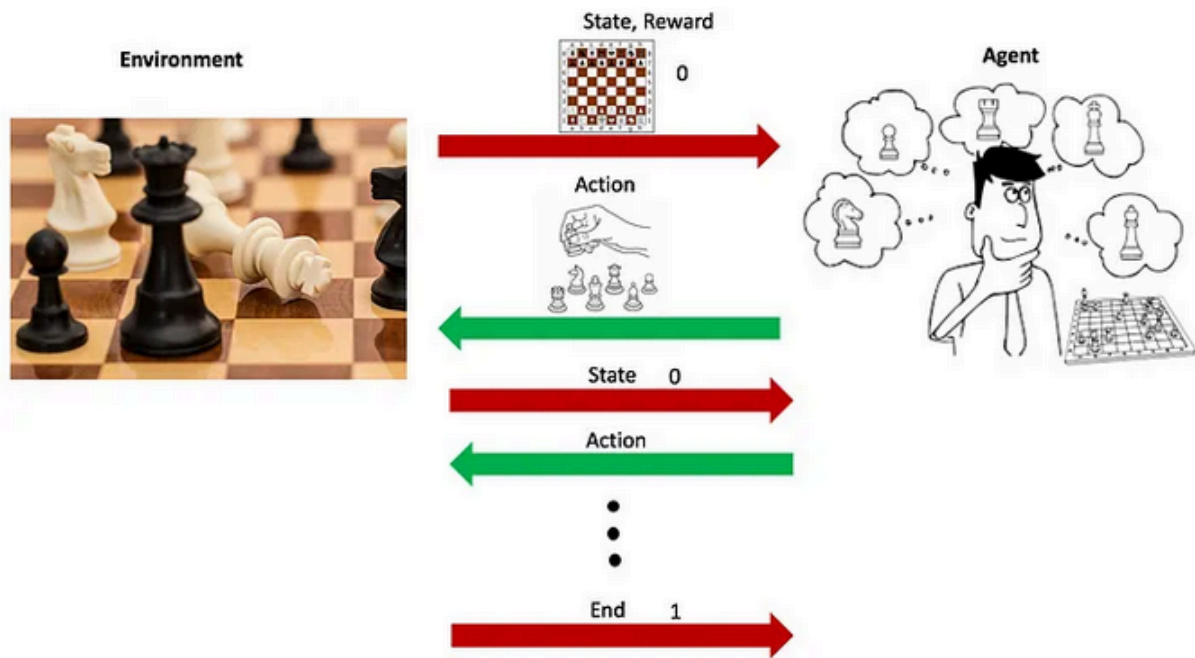 State, Reward
Environment
Agent
0
Action
State 0
Action
End 1